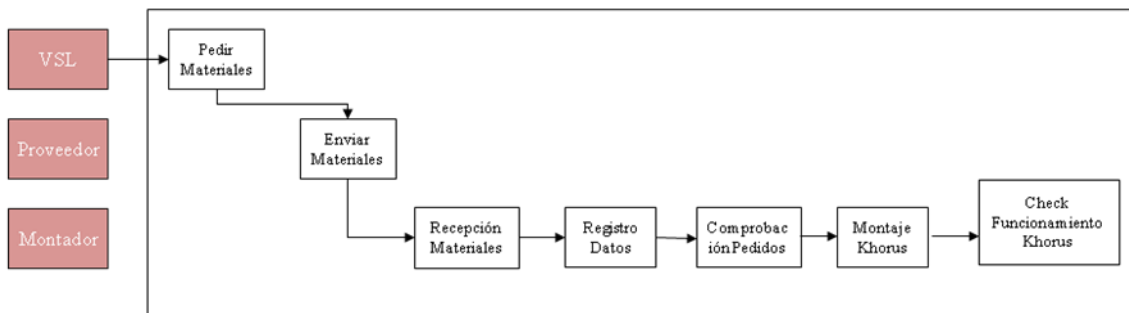 VSL
Pedir
Materiales
Proveedor
Enviar
Materiales
Montador
Recepción
Materiales
Registro
Datos
Comprobac
iónPedidos
Montaje
Khorus
Check
Funcionamiento
Khorus